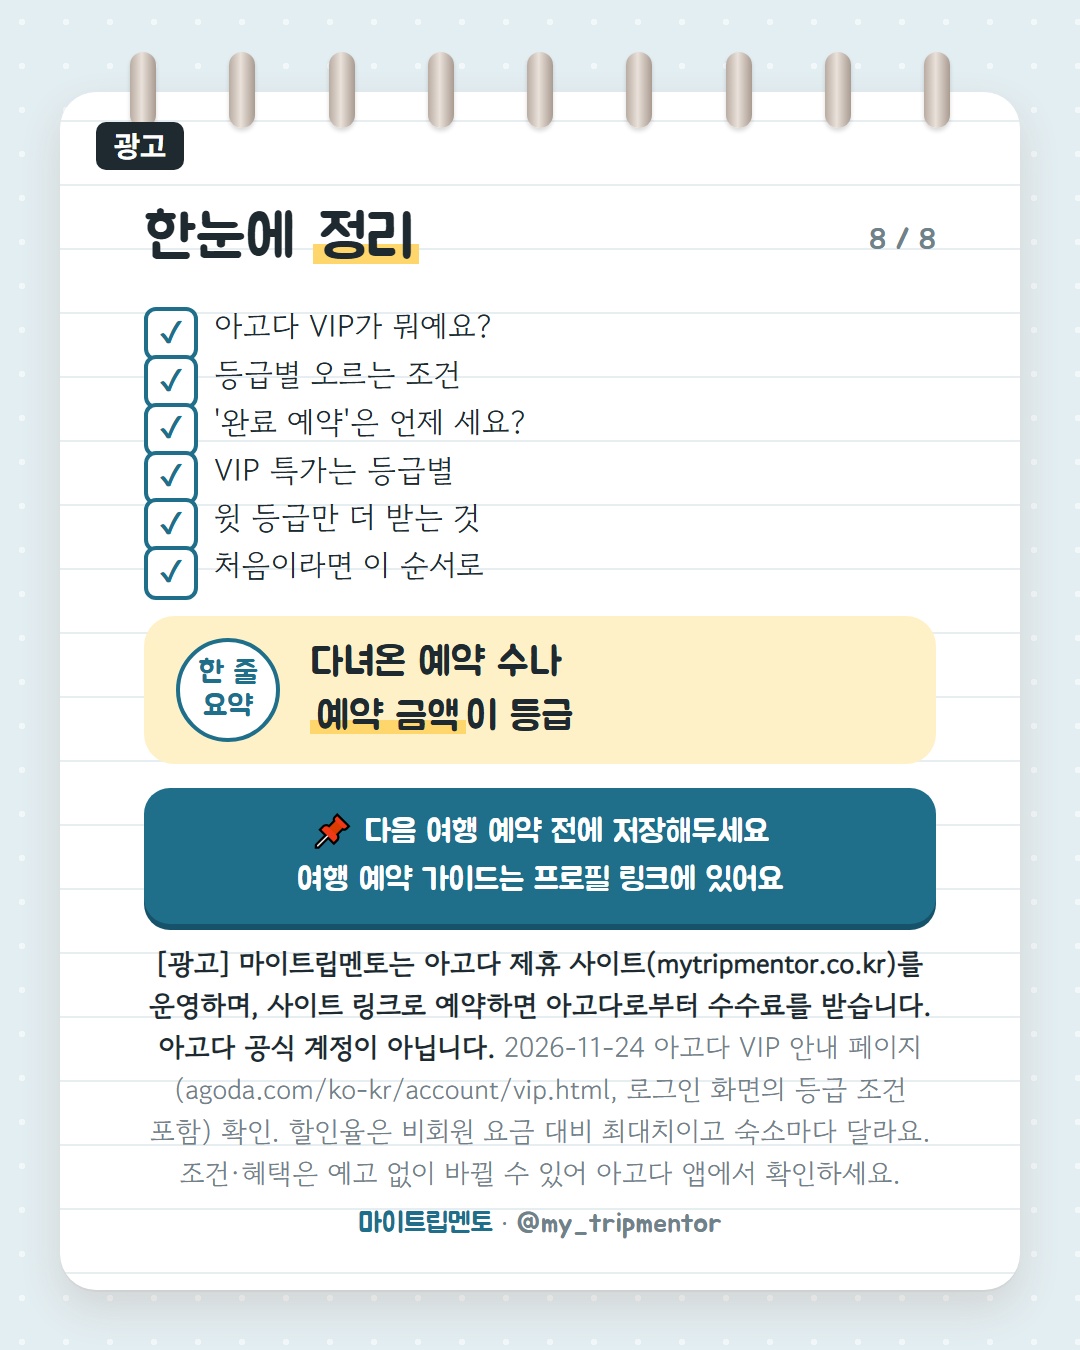 광고
한눈에 정리
8 / 8
✓ 아고다 VIP가 뭐예요?
✓ 등급별 오르는 조건
✓ '완료 예약'은 언제 세요?
✓ VIP 특가는 등급별
✓ 윗 등급만 더 받는 것
✓ 처음이라면 이 순서로
한 줄
요약
다녀온 예약 수나
예약 금액이 등급
📌 다음 여행 예약 전에 저장해두세요
여행 예약 가이드는 프로필 링크에 있어요
[광고] 마이트립멘토는 아고다 제휴 사이트(mytripmentor.co.kr)를
운영하며, 사이트 링크로 예약하면 아고다로부터 수수료를 받습니다.
아고다 공식 계정이 아닙니다. 2026-11-24 아고다 VIP 안내 페이지
(agoda.com/ko-kr/account/vip.html, 로그인 화면의 등급 조건
포함) 확인. 할인율은 비회원 요금 대비 최대치이고 숙소마다 달라요.
조건·혜택은 예고 없이 바뀔 수 있어 아고다 앱에서 확인하세요.
마이트립멘토 · @my_tripmentor